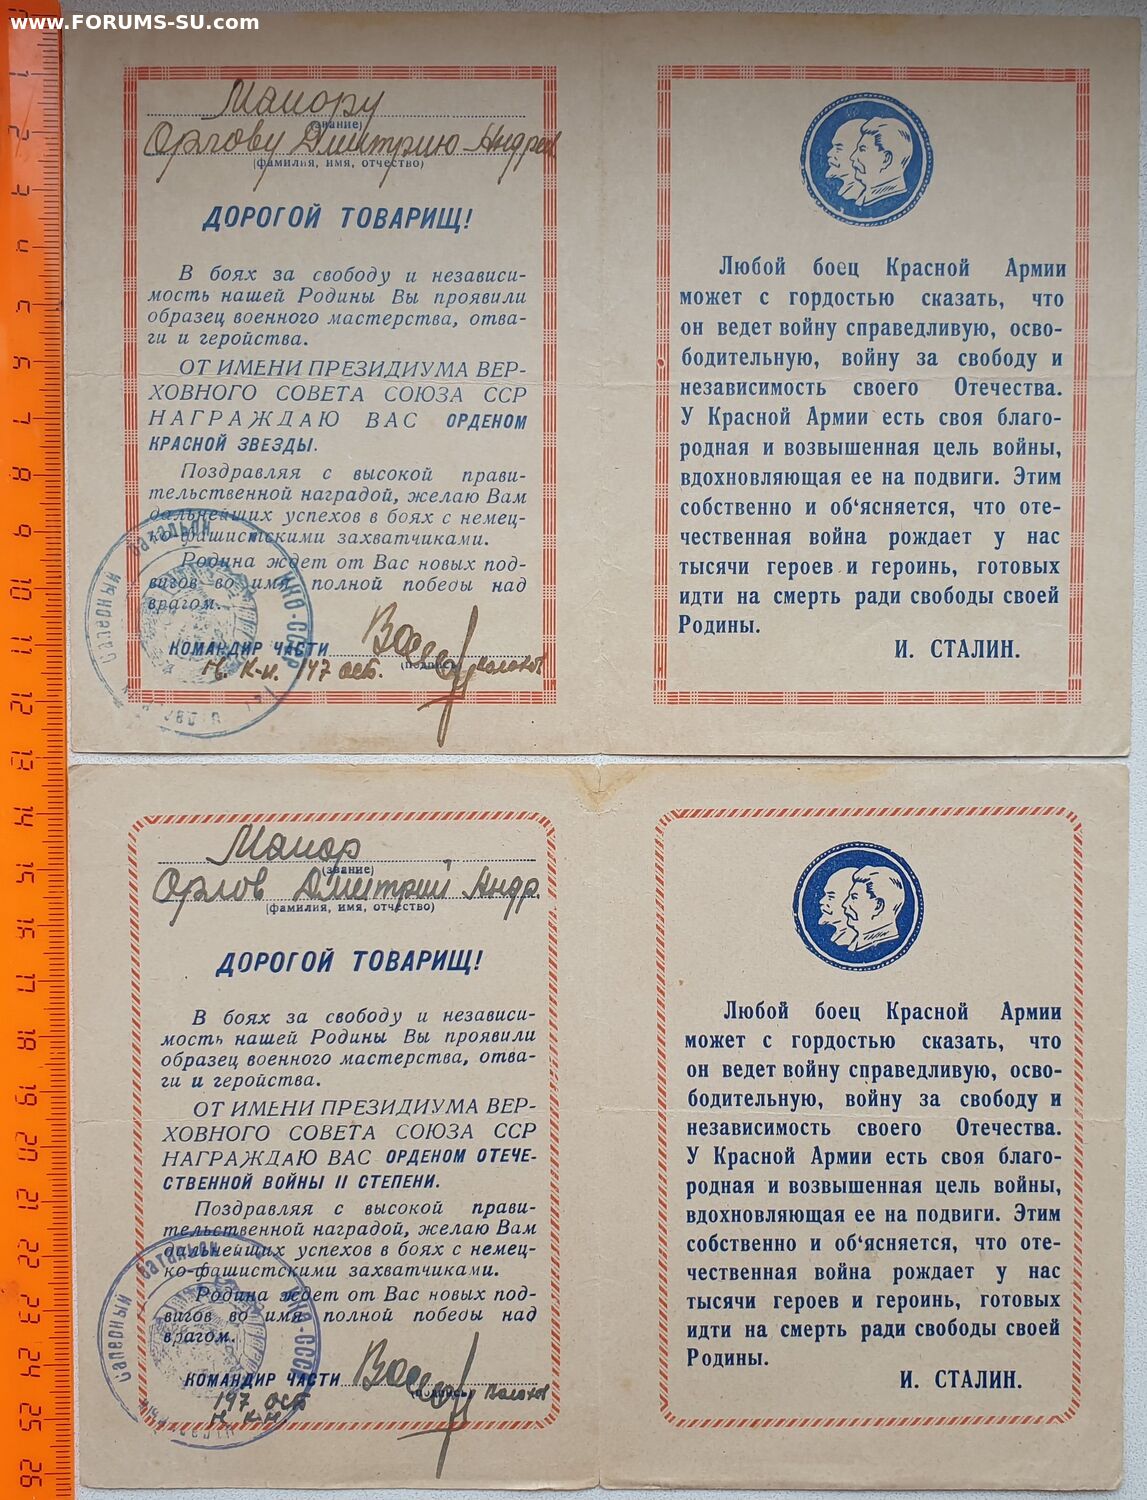 www.FORUMS-SU.com
Майору
(звание)
Орлову Дмитрию Андрее
(фамилия, имя, отчество)
ДОРОГОЙ ТОВАРИЩ!
В боях за свободу и независи-
мость нашей Родины Вы проявили
образец военного мастерства, отва-
ги и геройства.
ОТ ИМЕНИ ПРЕЗИДИУМА ВЕР-
ХОВНОГО СОВЕТА СОЮЗА ССР
НАГРАЖДАЮ ВАС ОРДЕНОМ
КРАСНОЙ ЗВЕЗДЫ.
Поздравляя с высокой прави-
тельственной наградой, желаю Вам
дальнейших успехов в боях с немец-
ко-фашистскими захватчиками.
Родина ждет от Вас новых под-
вигов во имя полной победы над
врагом.
КОМАНДИР ЧАСТИ
(подпись)
саперный батальон
НКО-СССР
Любой боец Красной Армии
может с гордостью сказать, что
он ведет войну справедливую, осво-
бодительную, войну за свободу и
независимость своего Отечества.
У Красной Армии есть своя благо-
родная и возвышенная цель войны,
вдохновляющая ее на подвиги. Этим
собственно и об‘ясняется, что оте-
чественная война рождает у нас
тысячи героев и героинь, готовых
идти на смерть ради свободы своей
Родины.
И. СТАЛИН.
Майор
(звание)
Орлов Дмитрий Андр.
(фамилия, имя, отчество)
ДОРОГОЙ ТОВАРИЩ!
В боях за свободу и независи-
мость нашей Родины Вы проявили
образец военного мастерства, отва-
ги и геройства.
ОТ ИМЕНИ ПРЕЗИДИУМА ВЕР-
ХОВНОГО СОВЕТА СОЮЗА ССР
НАГРАЖДАЮ ВАС ОРДЕНОМ ОТЕЧЕ-
СТВЕННОЙ ВОЙНЫ II СТЕПЕНИ.
Поздравляя с высокой прави-
тельственной наградой, желаю Вам
дальнейших успехов в боях с немец-
ко-фашистскими захватчиками.
Родина ждет от Вас новых под-
вигов во имя полной победы над
врагом.
КОМАНДИР ЧАСТИ
(подпись)
саперный батальон
НКО-СССР
Любой боец Красной Армии
может с гордостью сказать, что
он ведет войну справедливую, осво-
бодительную, войну за свободу и
независимость своего Отечества.
У Красной Армии есть своя благо-
родная и возвышенная цель войны,
вдохновляющая ее на подвиги. Этим
собственно и об‘ясняется, что оте-
чественная война рождает у нас
тысячи героев и героинь, готовых
идти на смерть ради свободы своей
Родины.
И. СТАЛИН.